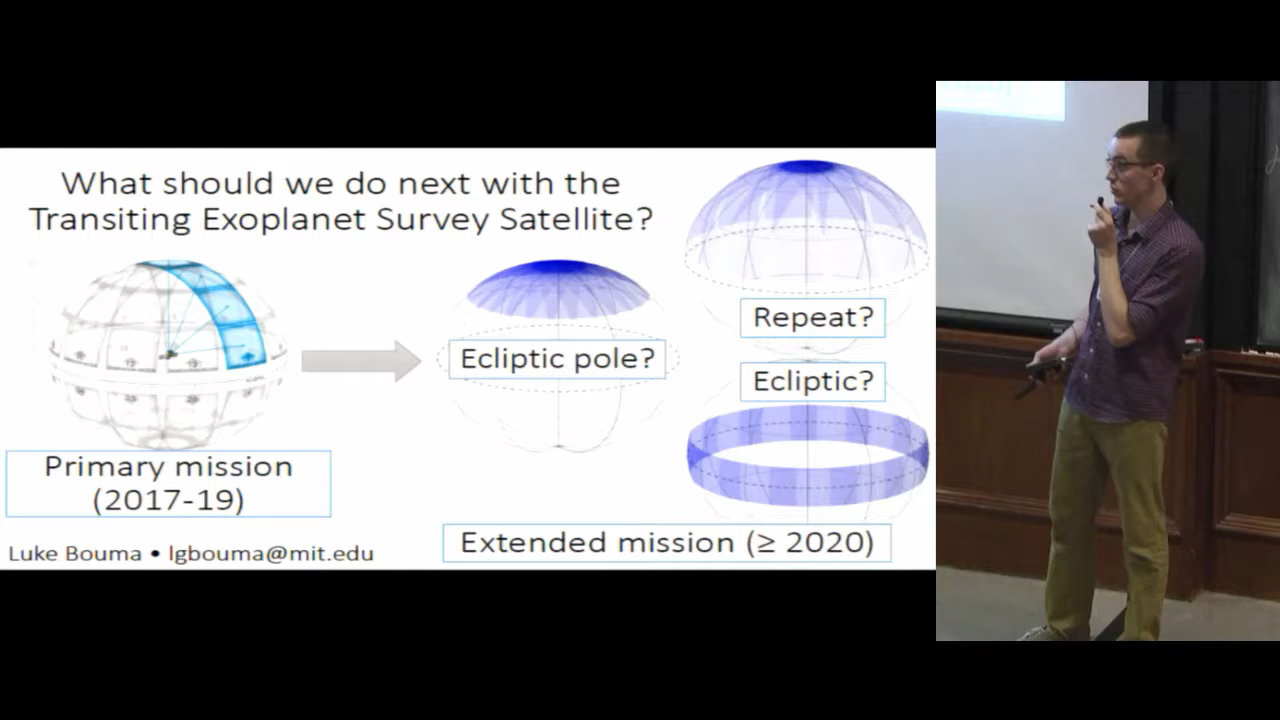 What should we do next with the
Transiting Exoplanet Survey Satellite?
Primary mission
(2017-19)
Ecliptic pole?
Repeat?
Ecliptic?
Extended mission (≥ 2020)
Luke Bouma • lgbouma@mit.edu